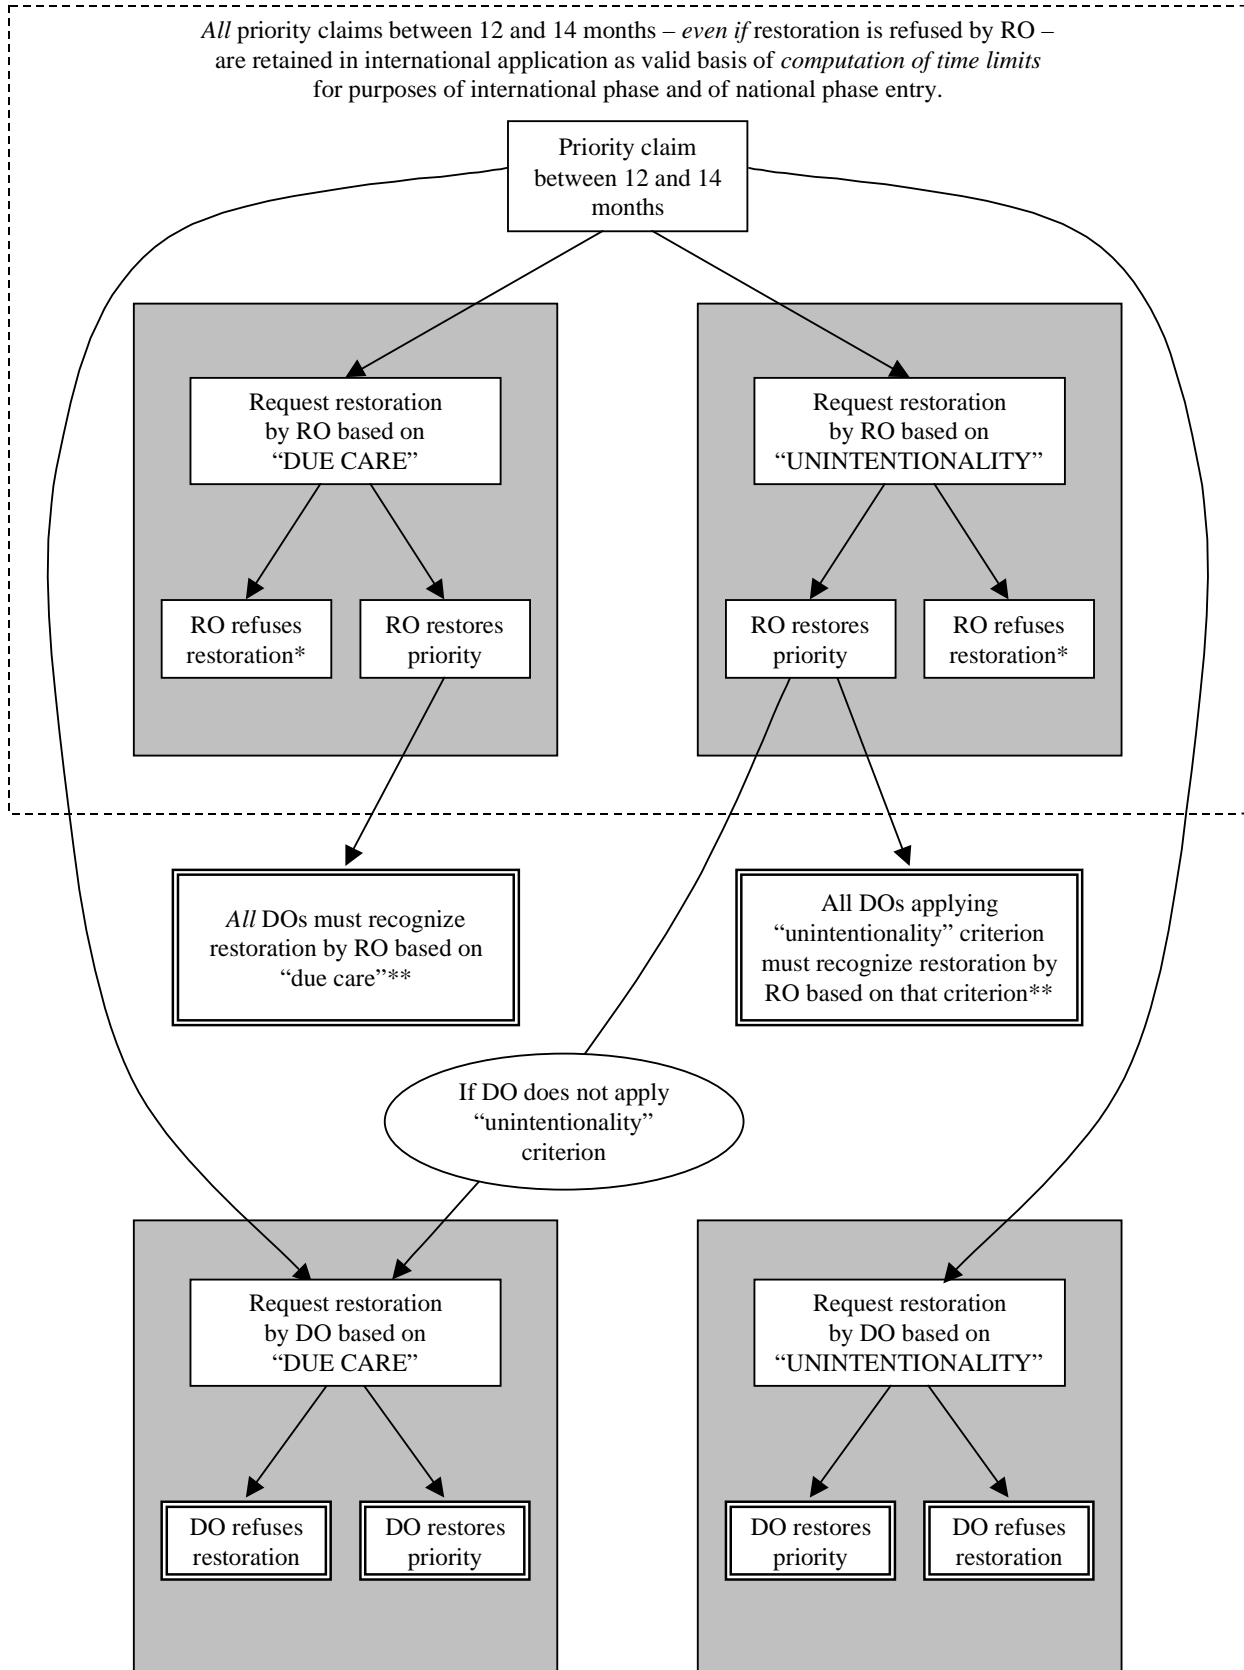 All priority claims between 12 and 14 months – even if restoration is refused by RO –
are retained in international application as valid basis of computation of time limits
for purposes of international phase and of national phase entry.
Priority claim
between 12 and 14
months
Request restoration
by RO based on
“DUE CARE”
Request restoration
by RO based on
“UNINTENTIONALITY”
RO refuses
restoration*
RO restores
priority
RO restores
priority
RO refuses
restoration*
All DOs must recognize
restoration by RO based on
“due care”**
All DOs applying
“unintentionality” criterion
must recognize restoration by
RO based on that criterion**
If DO does not apply
“unintentionality”
criterion
Request restoration
by DO based on
“DUE CARE”
Request restoration
by DO based on
“UNINTENTIONALITY”
DO refuses
restoration
DO restores
priority
DO restores
priority
DO refuses
restoration